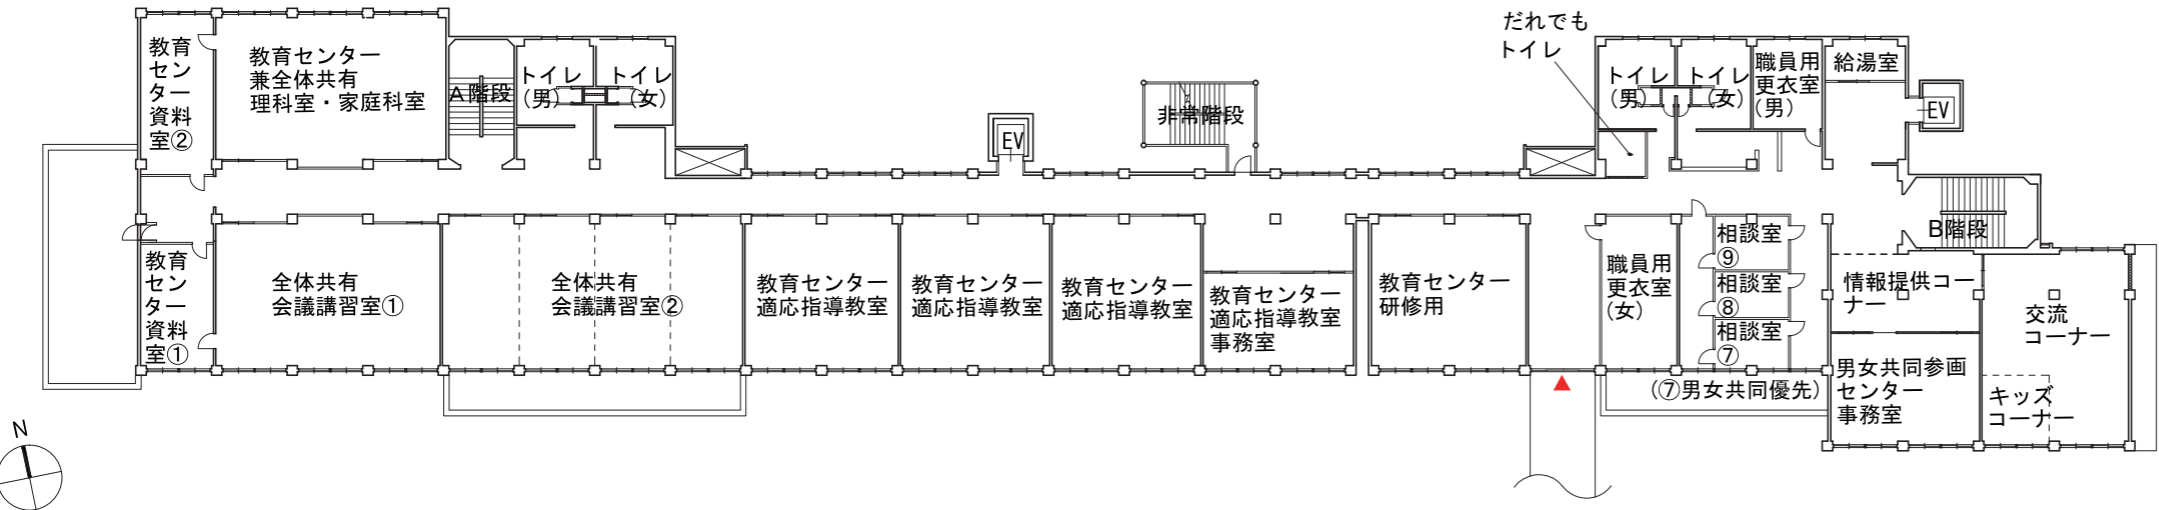 教育
セン
ター
資料
室②
教育センター
兼全体共有
理科室・家庭科室
A階段
トイレ
(男)
トイレ
(女)
EV
非常階段
だれでも
トイレ
トイレ
(男)
トイレ
(女)
職員用
更衣室
(男)
給湯室
EV
教育
セン
ター
資料
室①
全体共有
会議講習室①
全体共有
会議講習室②
教育センター
適応指導教室
教育センター
適応指導教室
教育センター
適応指導教室
教育センター
適応指導教室
事務室
教育センター
研修用
職員用
更衣室
(女)
相談室
⑨
相談室
⑧
相談室
⑦
(⑦男女共同優先)
B階段
情報提供コー
ナー
交流
コーナー
男女共同参画
センター
事務室
キッズ
コーナー
N